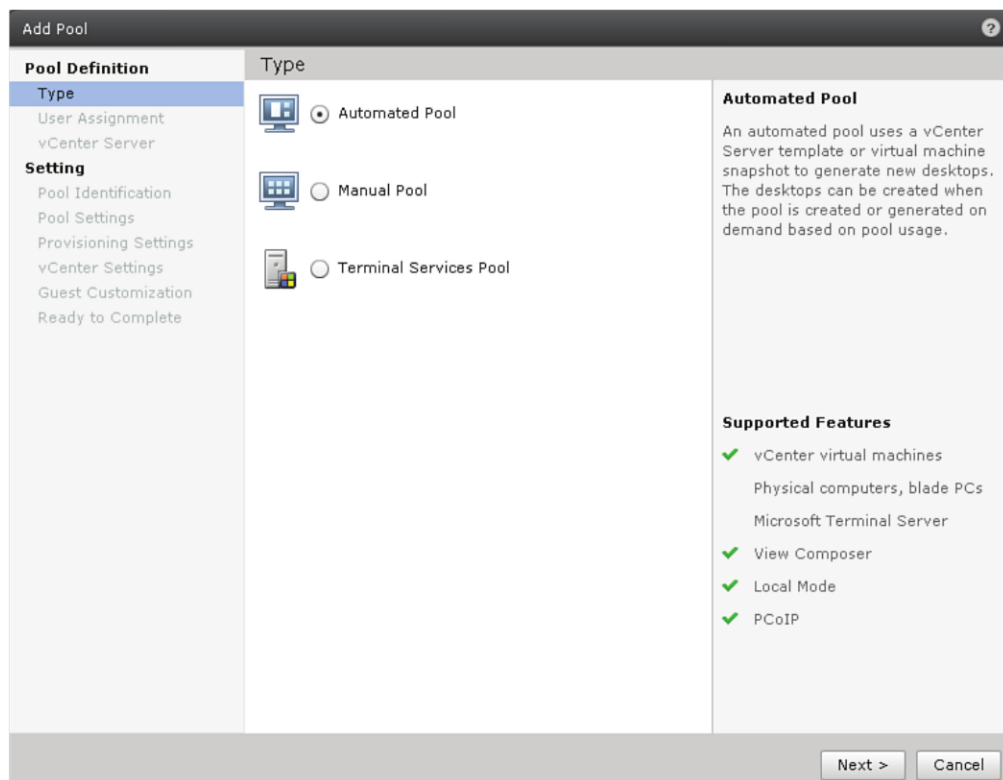 Add Pool
?
Pool Definition
Type
User Assignment
vCenter Server
Setting
Pool Identification
Pool Settings
Provisioning Settings
vCenter Settings
Guest Customization
Ready to Complete
Type
Automated Pool
Manual Pool
Terminal Services Pool
Automated Pool
An automated pool uses a vCenter
Server template or virtual machine
snapshot to generate new desktops.
The desktops can be created when
the pool is created or generated on
demand based on pool usage.
Supported Features
vCenter virtual machines
Physical computers, blade PCs
Microsoft Terminal Server
View Composer
Local Mode
PCoIP
Next >
Cancel